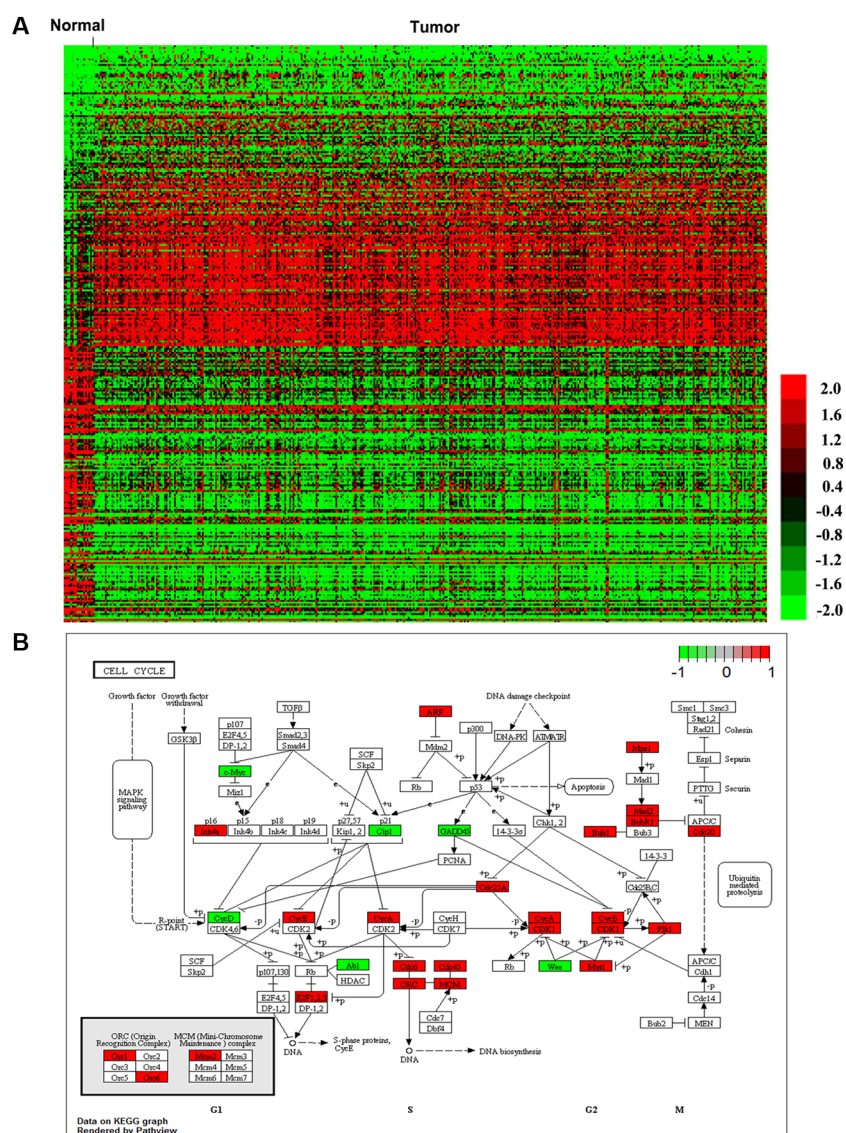 A
Normal
Tumor
2.0
1.6
1.2
0.8
0.4
-0.4
-0.8
-1.2
-1.6
-2.0
B
-1 0 1
CELL CYCLE
Growth factor
Growth factor
withdrawal
TGFβ
DNA damage checkpoint
Smc1 Smc3
Stag1,2
Rad21
Cohesin
p107
E2F4,5
DP-1,2
Smad2,3
Smad4
GSK3β
ARF
p300
DNA-PK
ATM/ATR
Mps1
Esp1
Separin
SCF
Skp2
Mdm2
Mad1
c-Myc
Miz1
Rb
p53
Apoptosis
PTTG
Securin
MAPK
signaling
pathway
Mad2
BubR1
Bub3
Bub1
APC/C
Cdc20
p16
Ink4a
p15
Ink4b
p18
Ink4c
p19
Ink4d
p27,57
Kip1, 2
p21
Cip1
GADD45
14-3-3σ
Chk1, 2
PCNA
14-3-3
Cdc25A
Cdc25B,C
Ubiquitin
mediated
proteolysis
R-point
(START)
CycD
CDK4,6
CycE
CDK2
CycA
CDK2
CycH
CDK7
CycA
CDK1
CycB
CDK1
Plk1
SCF
Skp2
p107,130
Rb
Abl
HDAC
Cdc6
Cdc45
ORC
MCM
Rb
Wee
Myt1
APC/C
Cdh1
E2F4,5
DP-1,2
E2F1,2,3
DP-1,2
Cdc7
Dbf4
Cdc14
Bub2
MEN
DNA
S-phase proteins,
CycE
DNA
DNA biosynthesis
ORC (Origin
Recognition Complex)
MCM (Mini-Chromosome
Maintenance ) complex
Orc1 Orc2
Orc3 Orc4
Orc5 Orc6
Mcm2 Mcm3
Mcm4 Mcm5
Mcm6 Mcm7
G1
S
G2
M
Data on KEGG graph
Rendered by Pathview